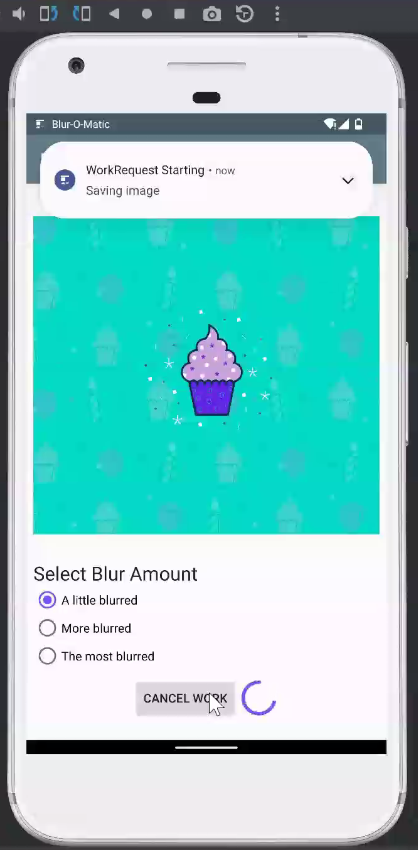 Blur-O-Matic
WorkRequest Starting • now
Saving image
Select Blur Amount
A little blurred
More blurred
The most blurred
CANCEL WORK